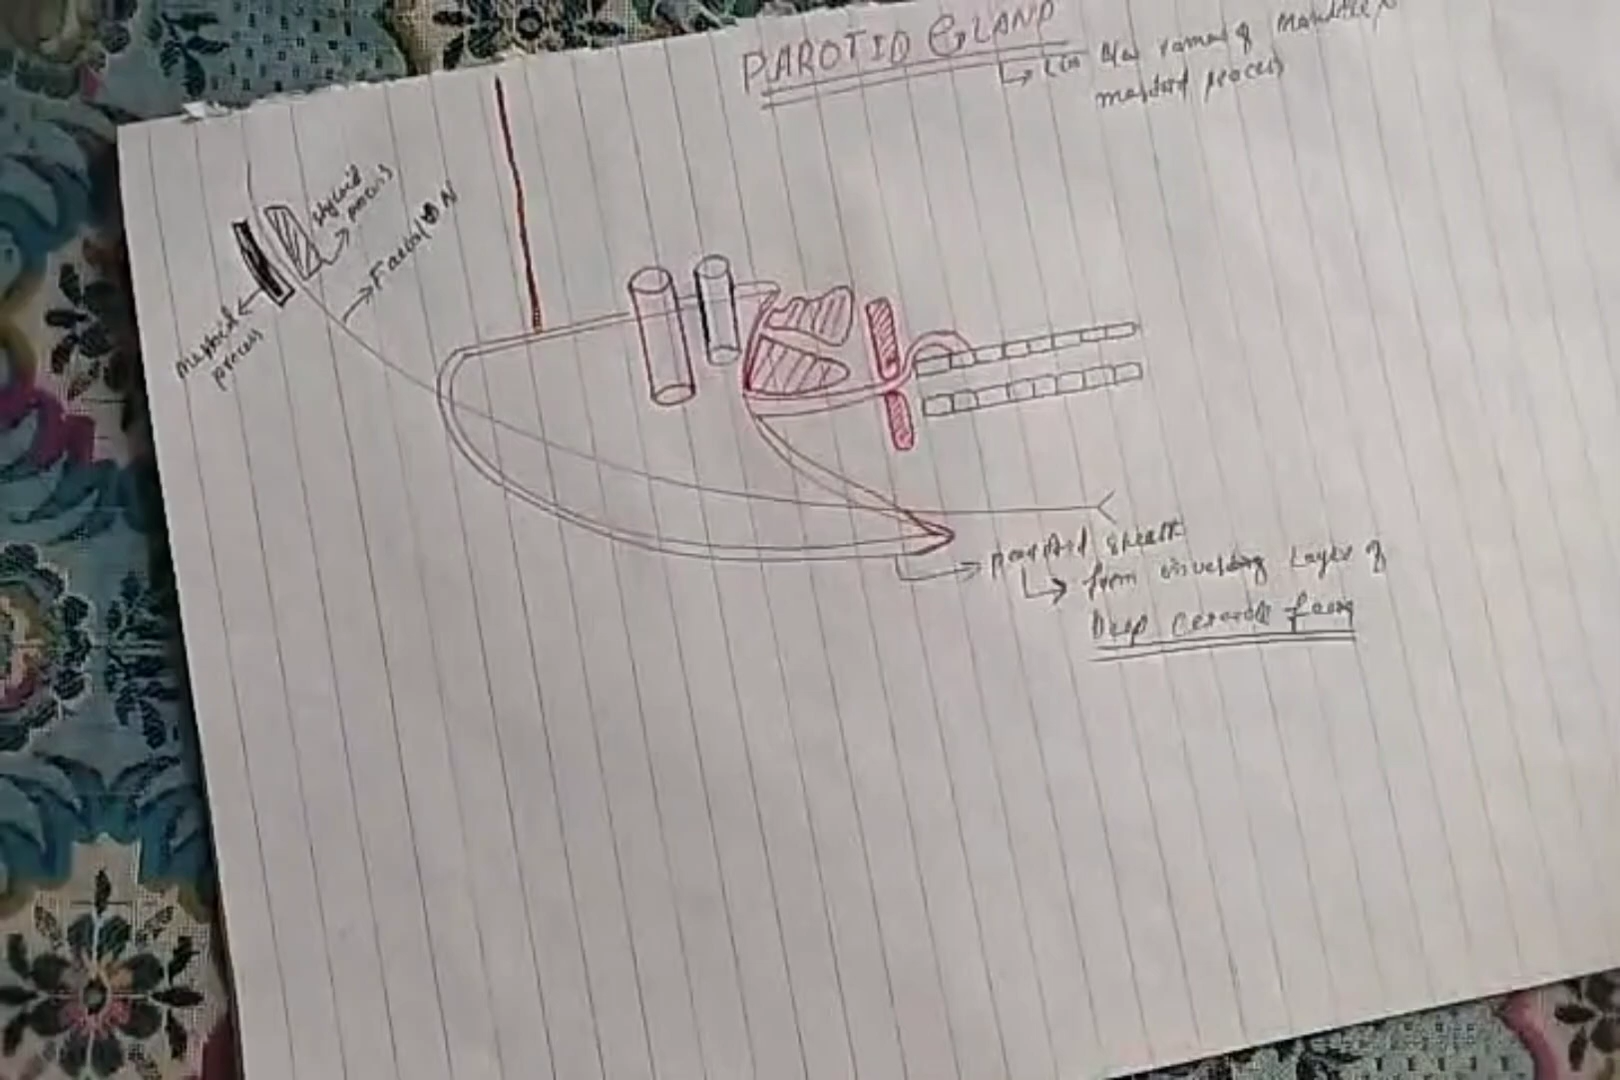 PAROTID GLAND
ramus of Mandible &
mastoid process
styloid
process
Facial N
Mastoid
process
parotid sheath
from investing Layer of
Deep cervical fascia